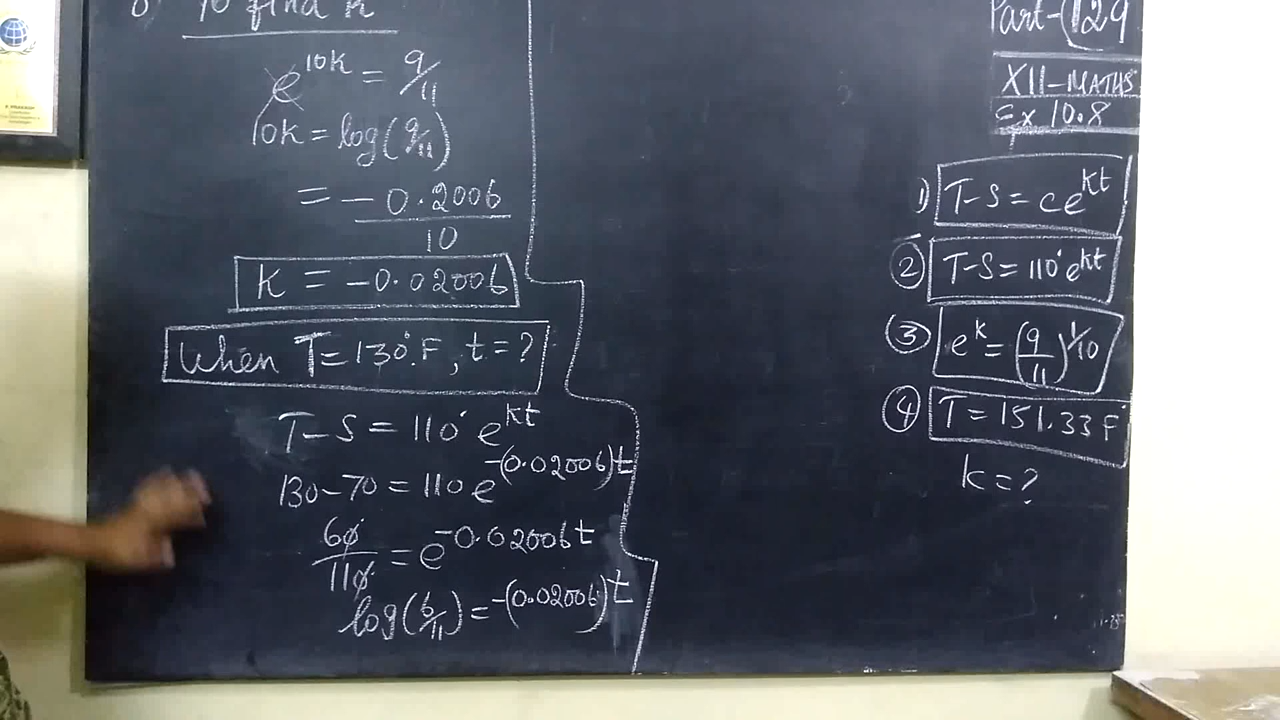 To find k
e^10k = 9/11
10k = log(9/11)
= -0.2006
10
K = -0.02006
When T=130°F, t=?
T-S = 110° e^kt
130-70 = 110 e^-(0.02006)t
60/110 = e^-0.02006t
log(6/11) = -(0.02006)t
Part-(129
XII-MATHS
Ex 10.8
1) T-S = ce^kt
② T-S = 110° e^kt
③ e^k = (9/11)^1/10
④ T = 151.33 F
k = ?